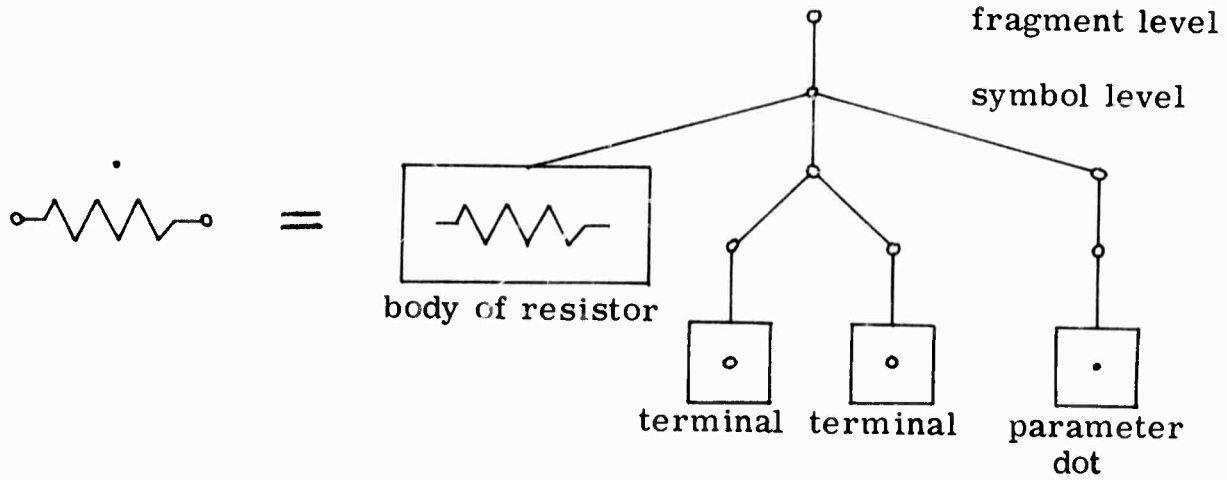 fragment level
symbol level
body of resistor
terminal
terminal
parameter
dot